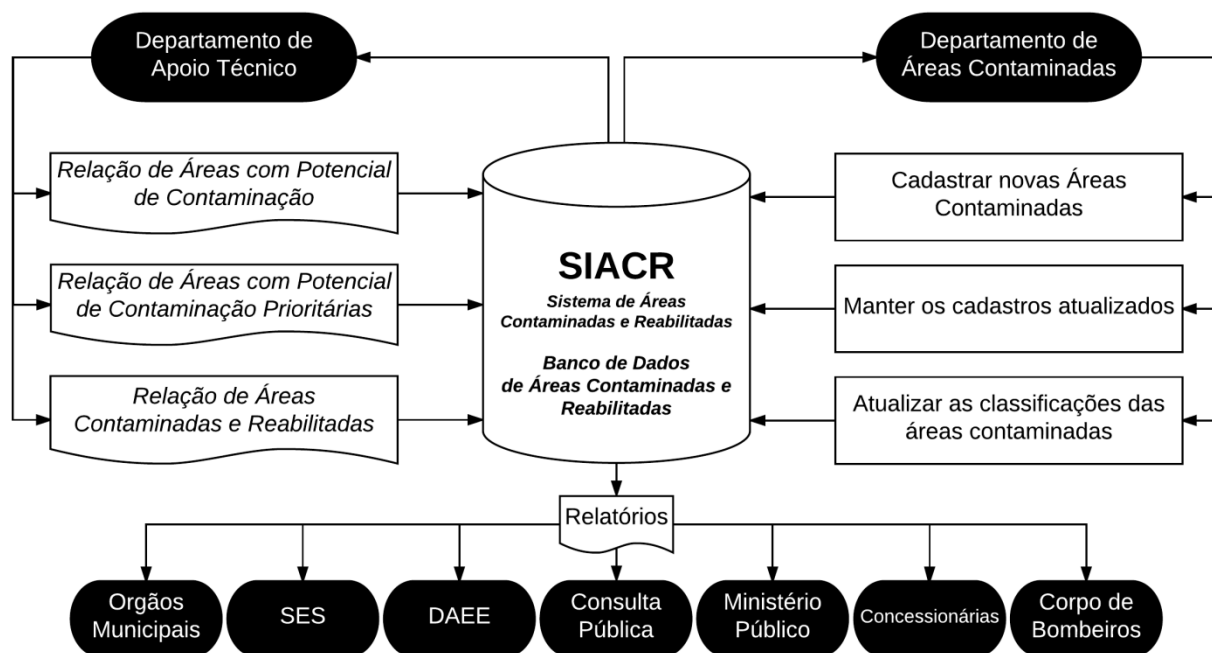 Departamento de
Apoio Técnico
Departamento de
Áreas Contaminadas
Relação de Áreas com Potencial
de Contaminação
Relação de Áreas com Potencial
de Contaminação Prioritárias
Relação de Áreas
Contaminadas e Reabilitadas
SIACR
Sistema de Áreas
Contaminadas e Reabilitadas
Banco de Dados
de Áreas Contaminadas e
Reabilitadas
Cadastrar novas Áreas
Contaminadas
Manter os cadastros atualizados
Atualizar as classificações das
áreas contaminadas
Relatórios
Orgãos
Municipais
SES
DAEE
Consulta
Pública
Ministério
Público
Concessionárias
Corpo de
Bombeiros